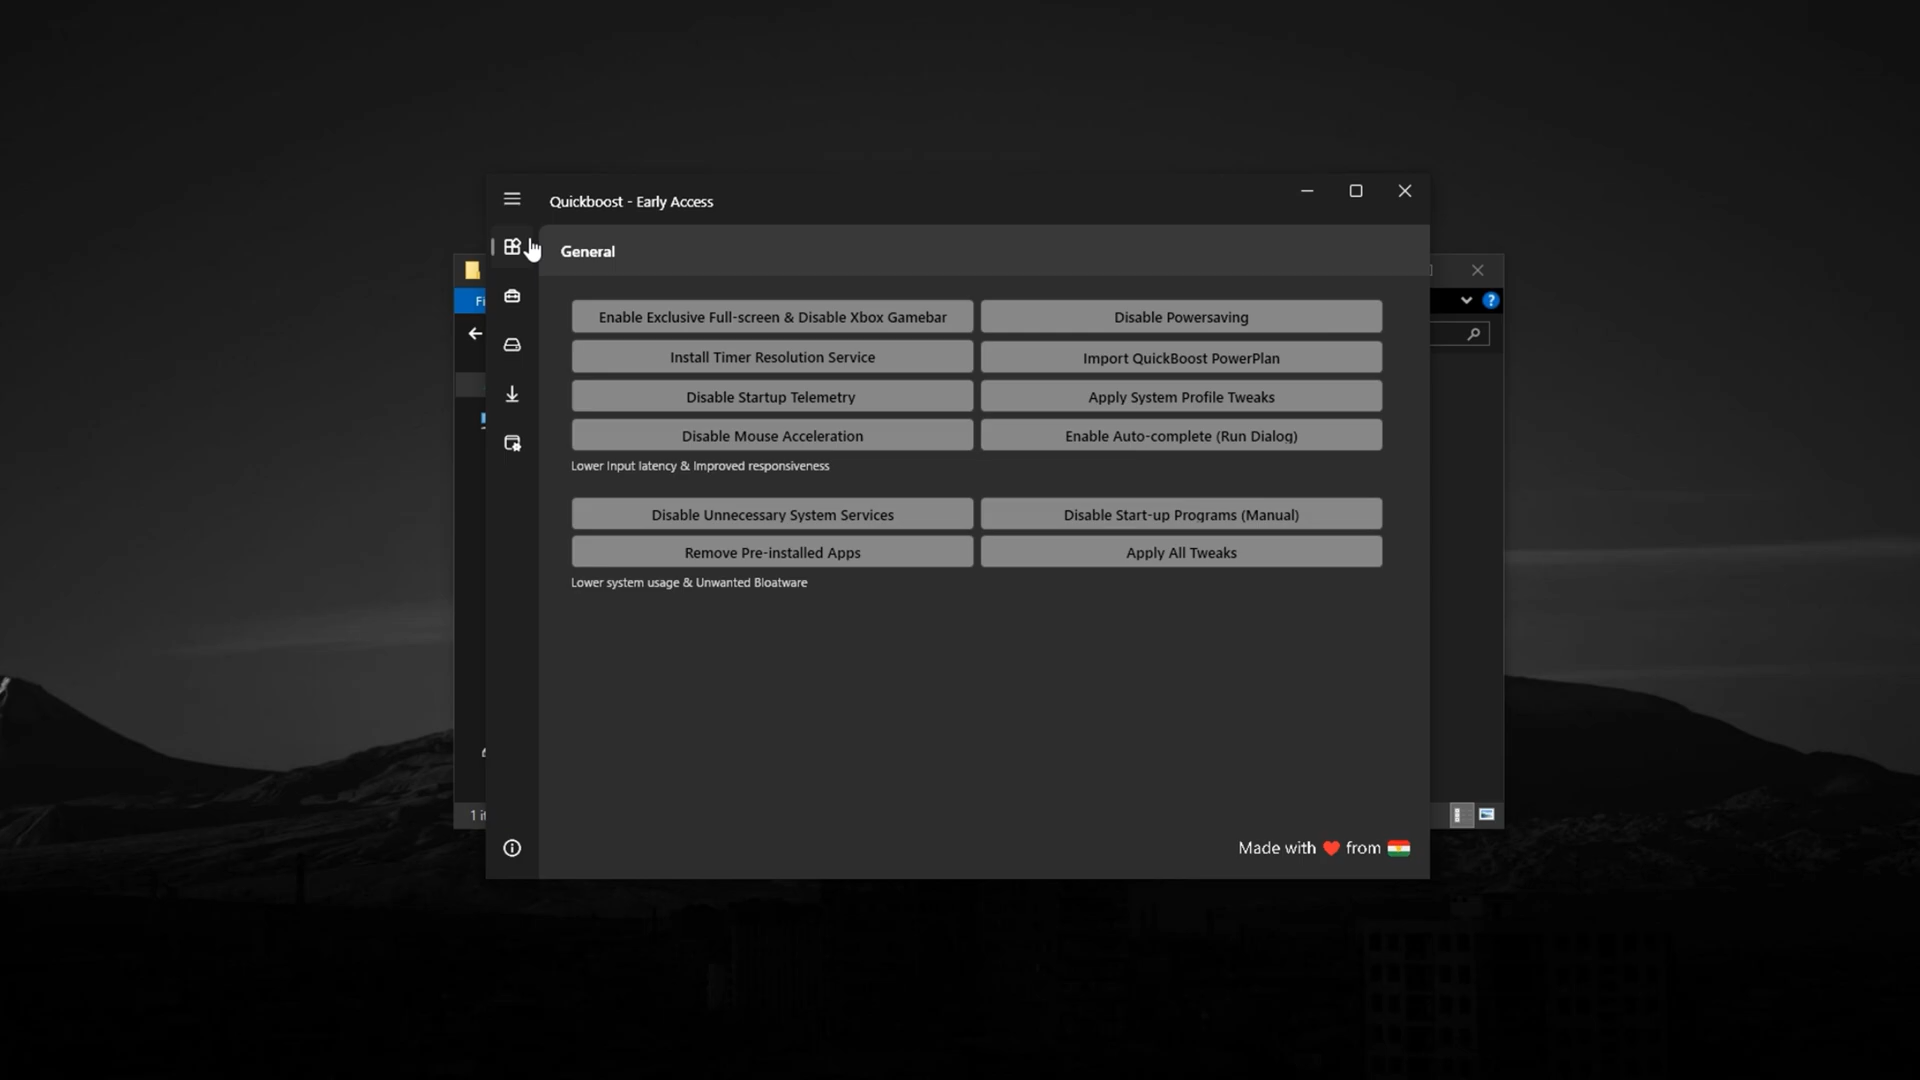 Quickboost - Early Access
General
Enable Exclusive Full-screen & Disable Xbox Gamebar
Disable Powersaving
Install Timer Resolution Service
Import QuickBoost PowerPlan
Disable Startup Telemetry
Apply System Profile Tweaks
Disable Mouse Acceleration
Enable Auto-complete (Run Dialog)
Lower Input latency & Improved responsiveness
Disable Unnecessary System Services
Disable Start-up Programs (Manual)
Remove Pre-installed Apps
Apply All Tweaks
Lower system usage & Unwanted Bloatware
Made with ❤️ from